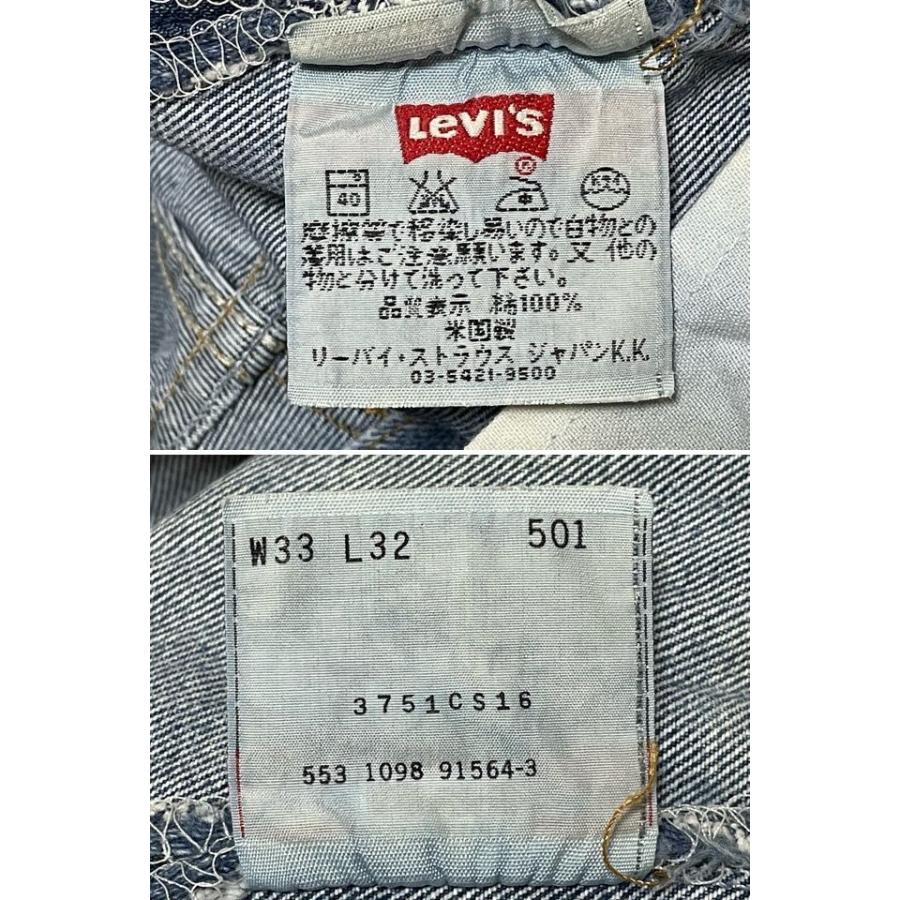 LEVI'S
®
40 中 ドライ
摩擦等で移染し易いので白物との
着用はご注意願います。又 他の
物と分けて洗って下さい。
品質表示 綿100%
米国製
リーバイ・ストラウス ジャパンK.K.
03-5421-9500
W33 L32 501
3751CS16
553 1098 91564-3